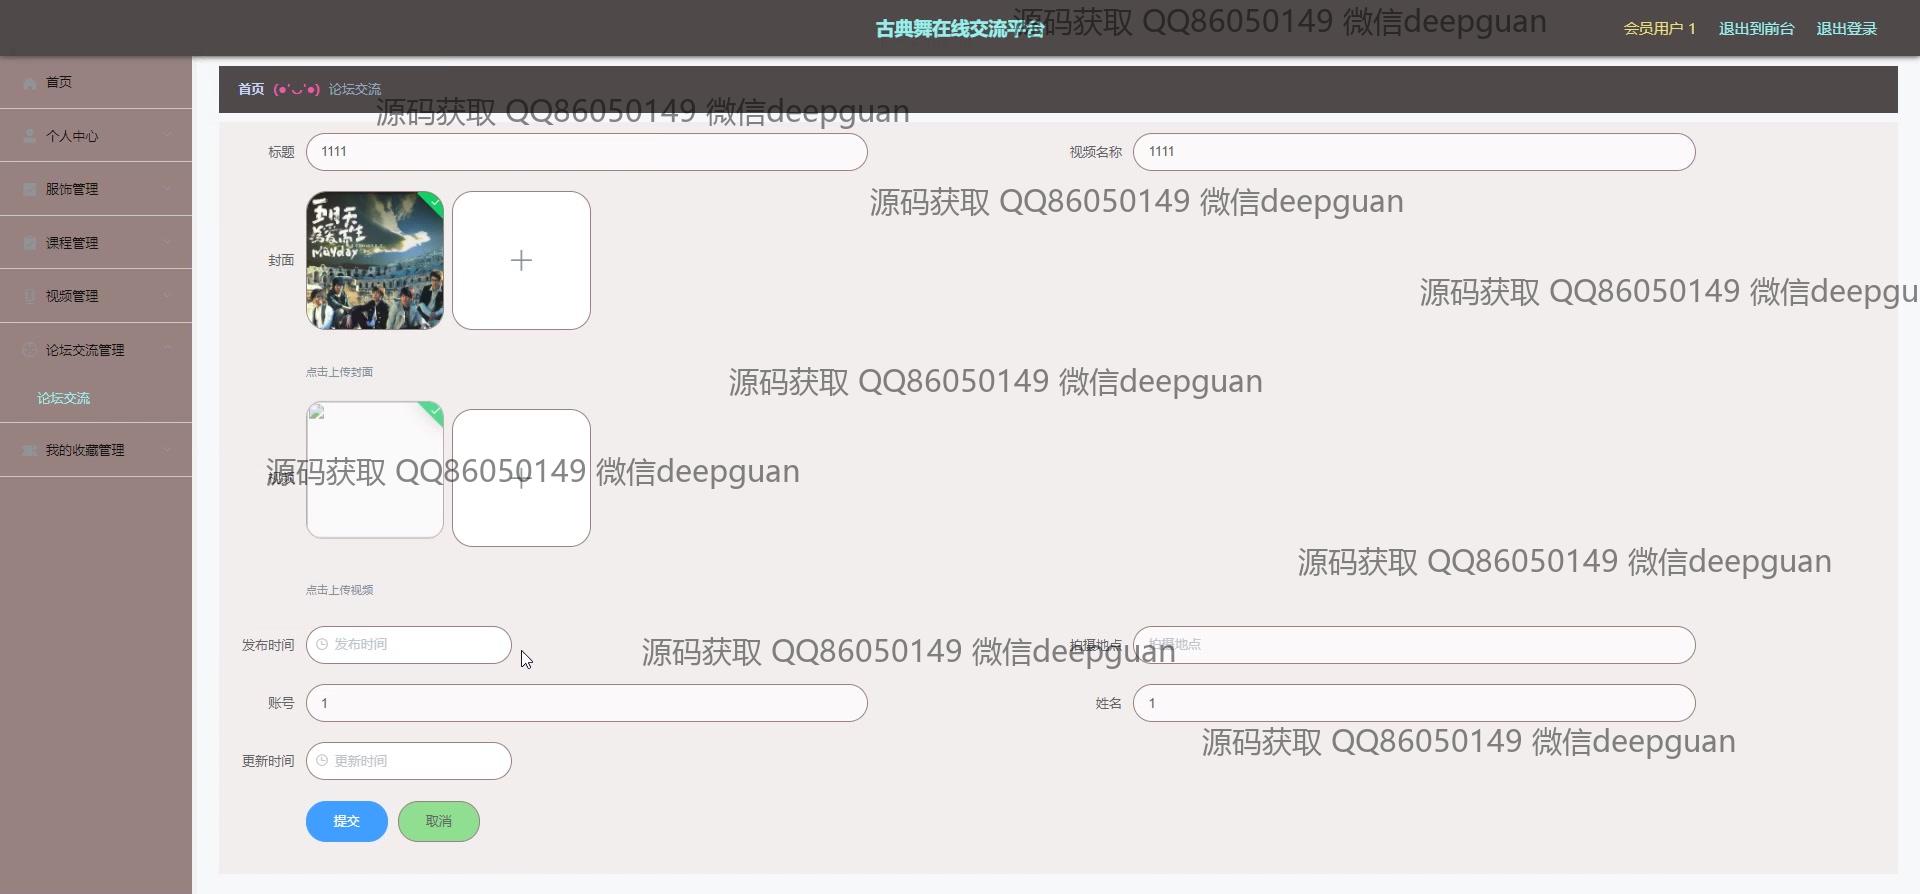 古典舞在线交流平台
源码获取 QQ86050149 微信deepguan
会员用户 1 退出到前台 退出登录
首页
个人中心
服饰管理
课程管理
视频管理
论坛交流管理
论坛交流
我的收藏管理
首页 (●'◡'●) 论坛交流
源码获取 QQ86050149 微信deepguan
标题 1111
视频名称 1111
源码获取 QQ86050149 微信deepguan
封面
mayday
源码获取 QQ86050149 微信deepgu
点击上传封面
源码获取 QQ86050149 微信deepguan
视频
源码获取 QQ86050149 微信deepguan
源码获取 QQ86050149 微信deepguan
点击上传视频
发布时间 发布时间
源码获取 QQ86050149 微信deepguan
拍摄地点 拍摄地点
账号 1
姓名 1
源码获取 QQ86050149 微信deepguan
更新时间 更新时间
提交 取消